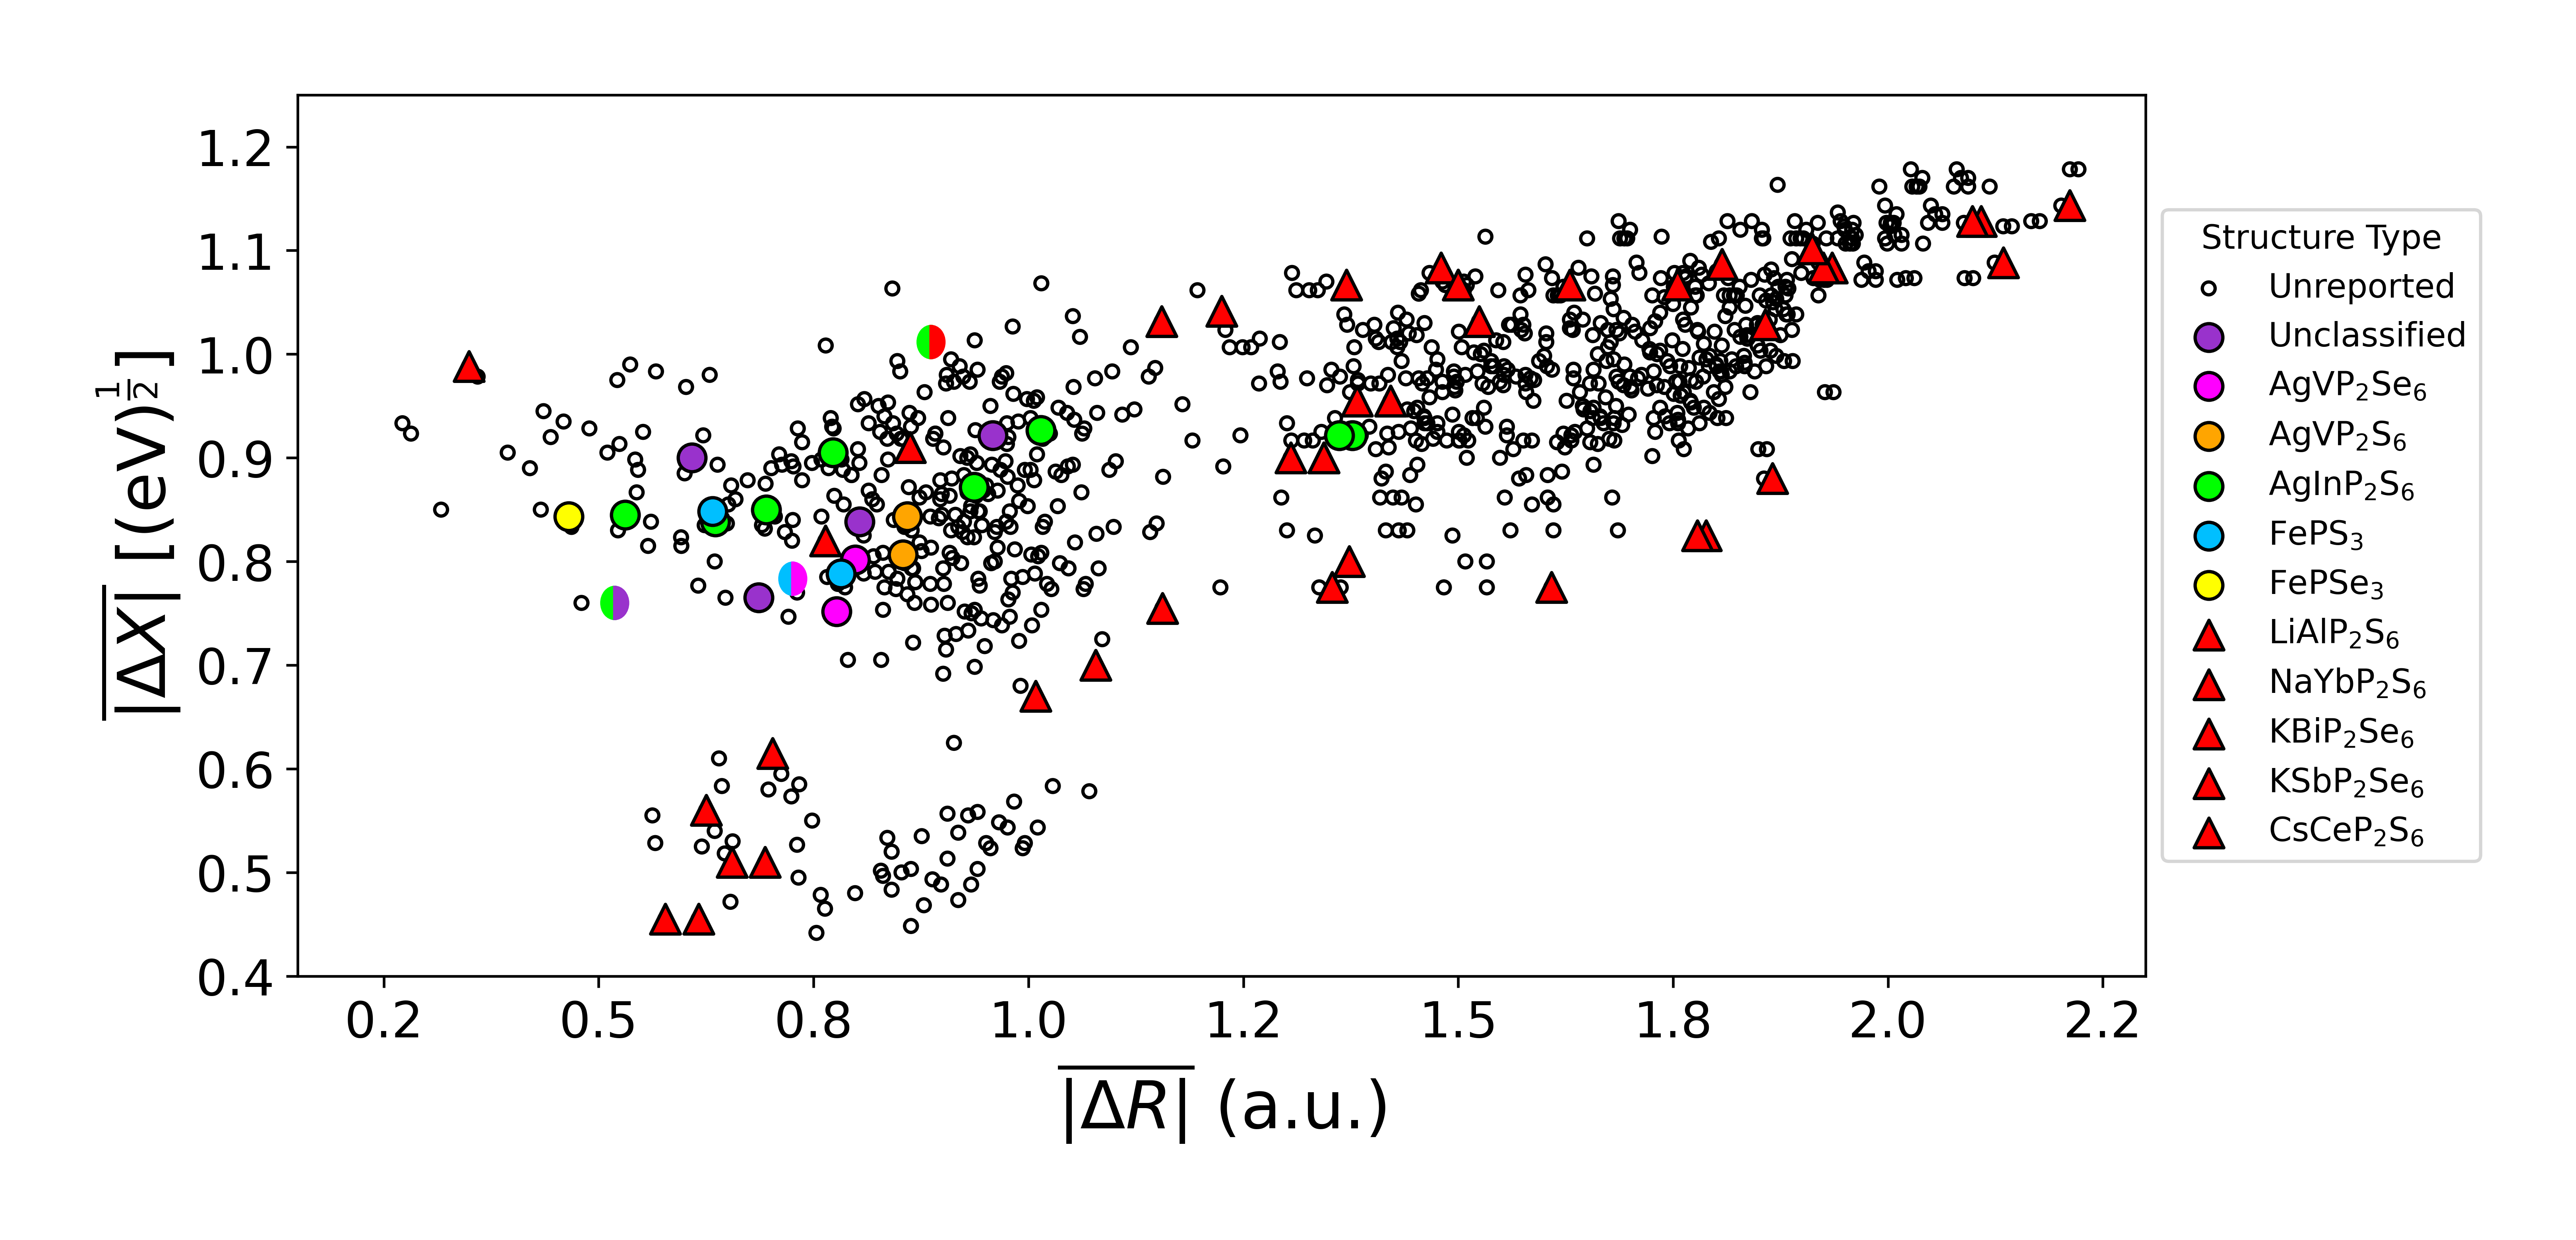 1.2
1.1
1.0
0.9
0.8
0.7
0.6
0.5
0.4
|ΔX| [(eV)^{1/2}]
0.2 0.5 0.8 1.0 1.2 1.5 1.8 2.0 2.2
|ΔR| (a.u.)
Structure Type
Unreported
Unclassified
AgVP₂Se₆
AgVP₂S₆
AgInP₂S₆
FePS₃
FePSe₃
LiAlP₂S₆
NaYbP₂S₆
KBiP₂Se₆
KSbP₂Se₆
CsCeP₂S₆